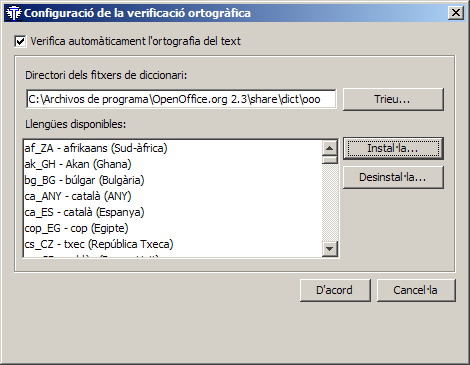 Configuració de la verificació ortogràfica
Verifica automàticament l'ortografia del text
Directori dels fitxers de diccionari:
C:\Archivos de programa\OpenOffice.org 2.3\share\dict\ooo
Trieu...
Llengües disponibles:
af_ZA - afrikaans (Sud-àfrica)
ak_GH - Akan (Ghana)
bg_BG - búlgar (Bulgària)
ca_ANY - català (ANY)
ca_ES - català (Espanya)
cop_EG - cop (Egipte)
cs_CZ - txec (República Txeca)
Instal·la...
Desinstal·la...
D'acord
Cancel·la